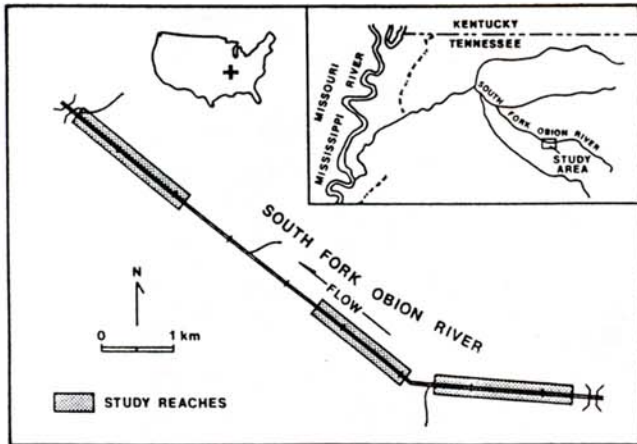 KENTUCKY
TENNESSEE
MISSOURI
MISSISSIPPI RIVER
SOUTH FORK OBION RIVER
STUDY
AREA
SOUTH FORK OBION RIVER
FLOW
N
0 1 km
STUDY REACHES